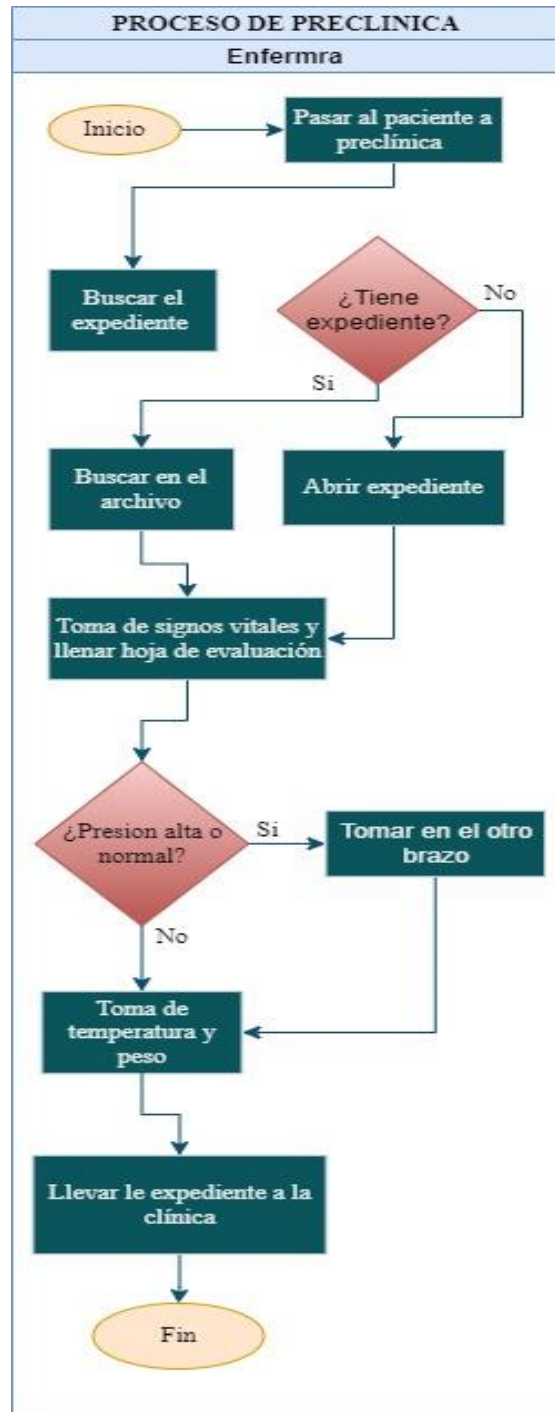 PROCESO DE PRECLINICA
Enfermra
Inicio
Pasar al paciente a
preclínica
Buscar el
expediente
¿Tiene
expediente?
No
Si
Buscar en el
archivo
Abrir expediente
Toma de signos vitales y
llenar hoja de evaluación
¿Presion alta o
normal?
Si
Tomar en el otro
brazo
No
Toma de
temperatura y
peso
Llevar le expediente a la
clínica
Fin